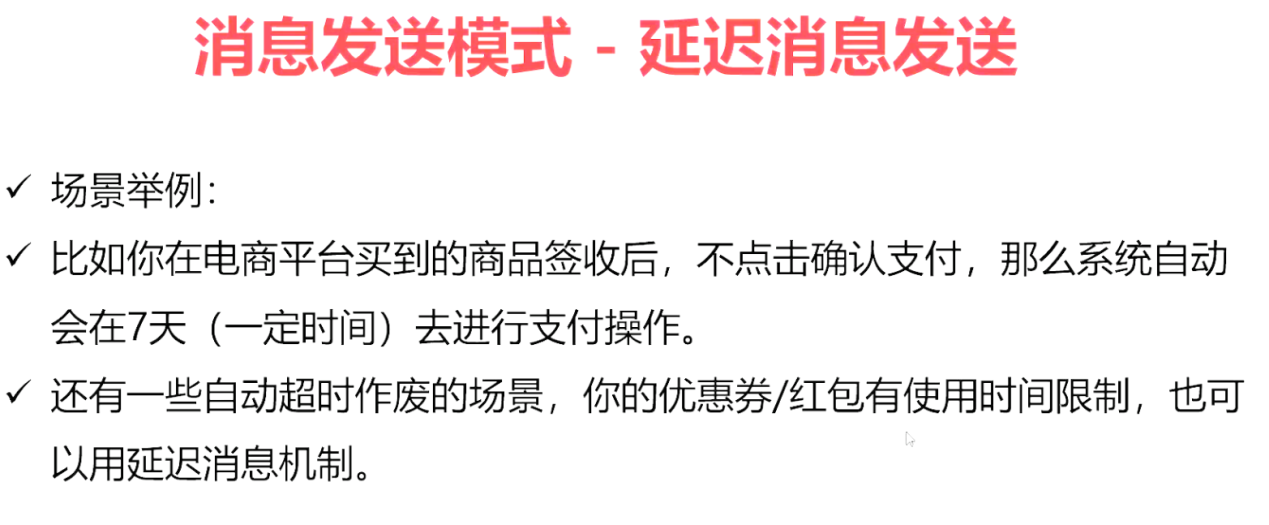 消息发送模式 - 延迟消息发送
✓ 场景举例：
✓ 比如你在电商平台买到的商品签收后，不点击确认支付，那么系统自动
会在7天（一定时间）去进行支付操作。
✓ 还有一些自动超时作废的场景，你的优惠券/红包有使用时间限制，也可
以用延迟消息机制。